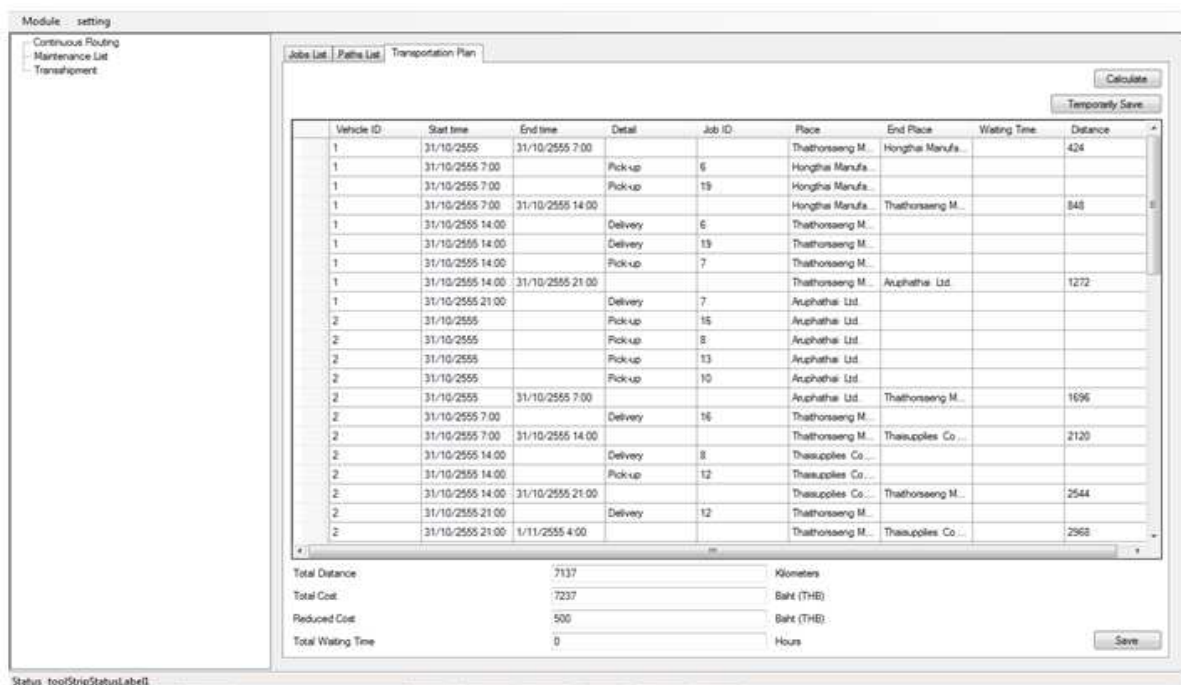 Module setting
Continuous Routing
Maintenance List
Transhipment
Jobs List Paths List Transportation Plan
Calculate
Temporarily Save
Vehicle ID Start time End time Detail Job ID Place End Place Waiting Time Distance
1 31/10/2555 31/10/2555 7:00 Thaithorsaeng M... Hongthai Manufa... 424
1 31/10/2555 7:00 Pick-up 6 Hongthai Manufa...
1 31/10/2555 7:00 Pick-up 19 Hongthai Manufa...
1 31/10/2555 7:00 31/10/2555 14:00 Hongthai Manufa... Thaithorsaeng M... 848
1 31/10/2555 14:00 Delivery 6 Thaithorsaeng M...
1 31/10/2555 14:00 Delivery 19 Thaithorsaeng M...
1 31/10/2555 14:00 Pick-up 7 Thaithorsaeng M...
1 31/10/2555 14:00 31/10/2555 21:00 Thaithorsaeng M... Aruphathai Ltd. 1272
1 31/10/2555 21:00 Delivery 7 Aruphathai Ltd.
2 31/10/2555 Pick-up 16 Aruphathai Ltd.
2 31/10/2555 Pick-up 8 Aruphathai Ltd.
2 31/10/2555 Pick-up 13 Aruphathai Ltd.
2 31/10/2555 Pick-up 10 Aruphathai Ltd.
2 31/10/2555 31/10/2555 7:00 Aruphathai Ltd. Thaithorsaeng M... 1696
2 31/10/2555 7:00 Delivery 16 Thaithorsaeng M...
2 31/10/2555 7:00 31/10/2555 14:00 Thaithorsaeng M... Thaisupplies Co.... 2120
2 31/10/2555 14:00 Delivery 8 Thaisupplies Co....
2 31/10/2555 14:00 Pick-up 12 Thaisupplies Co....
2 31/10/2555 14:00 31/10/2555 21:00 Thaisupplies Co.... Thaithorsaeng M... 2544
2 31/10/2555 21:00 Delivery 12 Thaithorsaeng M...
2 31/10/2555 21:00 1/11/2555 4:00 Thaithorsaeng M... Thaisupplies Co.... 2968
Total Distance 7137 Kilometers
Total Cost 7237 Baht (THB)
Reduced Cost 500 Baht (THB)
Total Waiting Time 0 Hours
Save
Status toolStripStatusLabel1